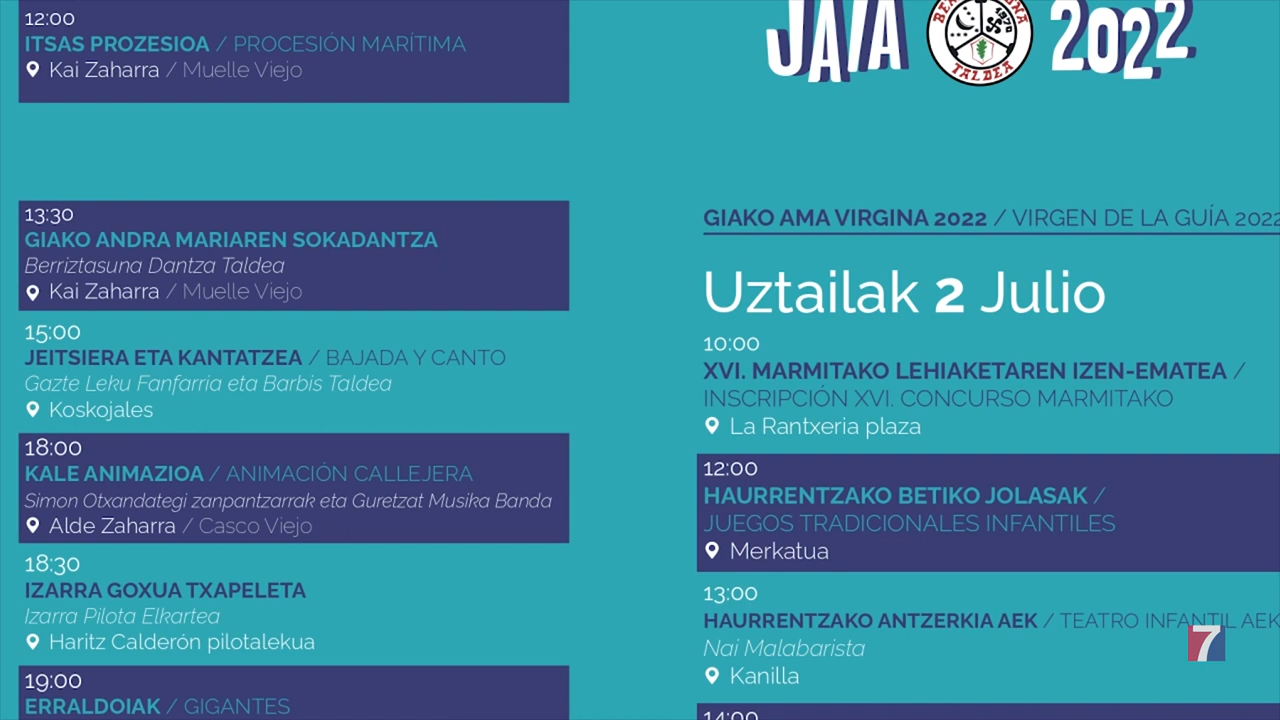 12:00
ITSAS PROZESIOA / PROCESIÓN MARÍTIMA
Kai Zaharra / Muelle Viejo
13:30
GIAKO ANDRA MARIAREN SOKADANTZA
Berriztasuna Dantza Taldea
Kai Zaharra / Muelle Viejo
15:00
JEITSIERA ETA KANTATZEA / BAJADA Y CANTO
Gazte Leku Fanfarria eta Barbis Taldea
Koskojales
18:00
KALE ANIMAZIOA / ANIMACIÓN CALLEJERA
Simon Otxandategi zanpantzarrak eta Guretzat Musika Banda
Alde Zaharra / Casco Viejo
18:30
IZARRA GOXUA TXAPELETA
Izarra Pilota Elkartea
Haritz Calderón pilotalekua
19:00
ERRALDOIAK / GIGANTES
JAIA
TALDEA
2022
GIAKO AMA VIRGINA 2022 / VIRGEN DE LA GUÍA 2022
Uztailak 2 Julio
10:00
XVI. MARMITAKO LEHIAKETAREN IZEN-EMATEA /
INSCRIPCIÓN XVI. CONCURSO MARMITAKO
La Rantxeria plaza
12:00
HAURRENTZAKO BETIKO JOLASAK /
JUEGOS TRADICIONALES INFANTILES
Merkatua
13:00
HAURRENTZAKO ANTZERKIA AEK / TEATRO INFANTIL AEK
Nai Malabarista
Kanilla
14:00
7